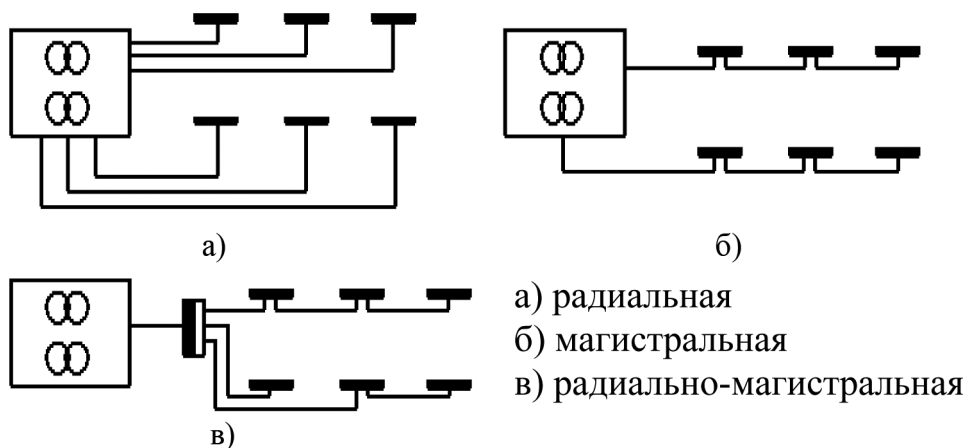 а)
б)
в)
а) радиальная
б) магистральная
в) радиально-магистральная